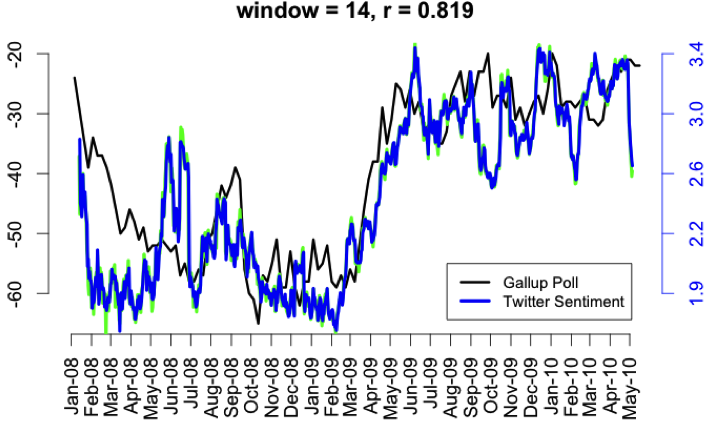 window = 14, r = 0.819
-20
-30
-40
-50
-60
3.4
3.0
2.6
2.2
1.9
Gallup Poll
Twitter Sentiment
Jan-08
Feb-08
Mar-08
Apr-08
May-08
Jun-08
Jul-08
Aug-08
Sep-08
Oct-08
Nov-08
Dec-08
Jan-09
Feb-09
Mar-09
Apr-09
May-09
Jun-09
Jul-09
Aug-09
Sep-09
Oct-09
Nov-09
Dec-09
Jan-10
Feb-10
Mar-10
Apr-10
May-10